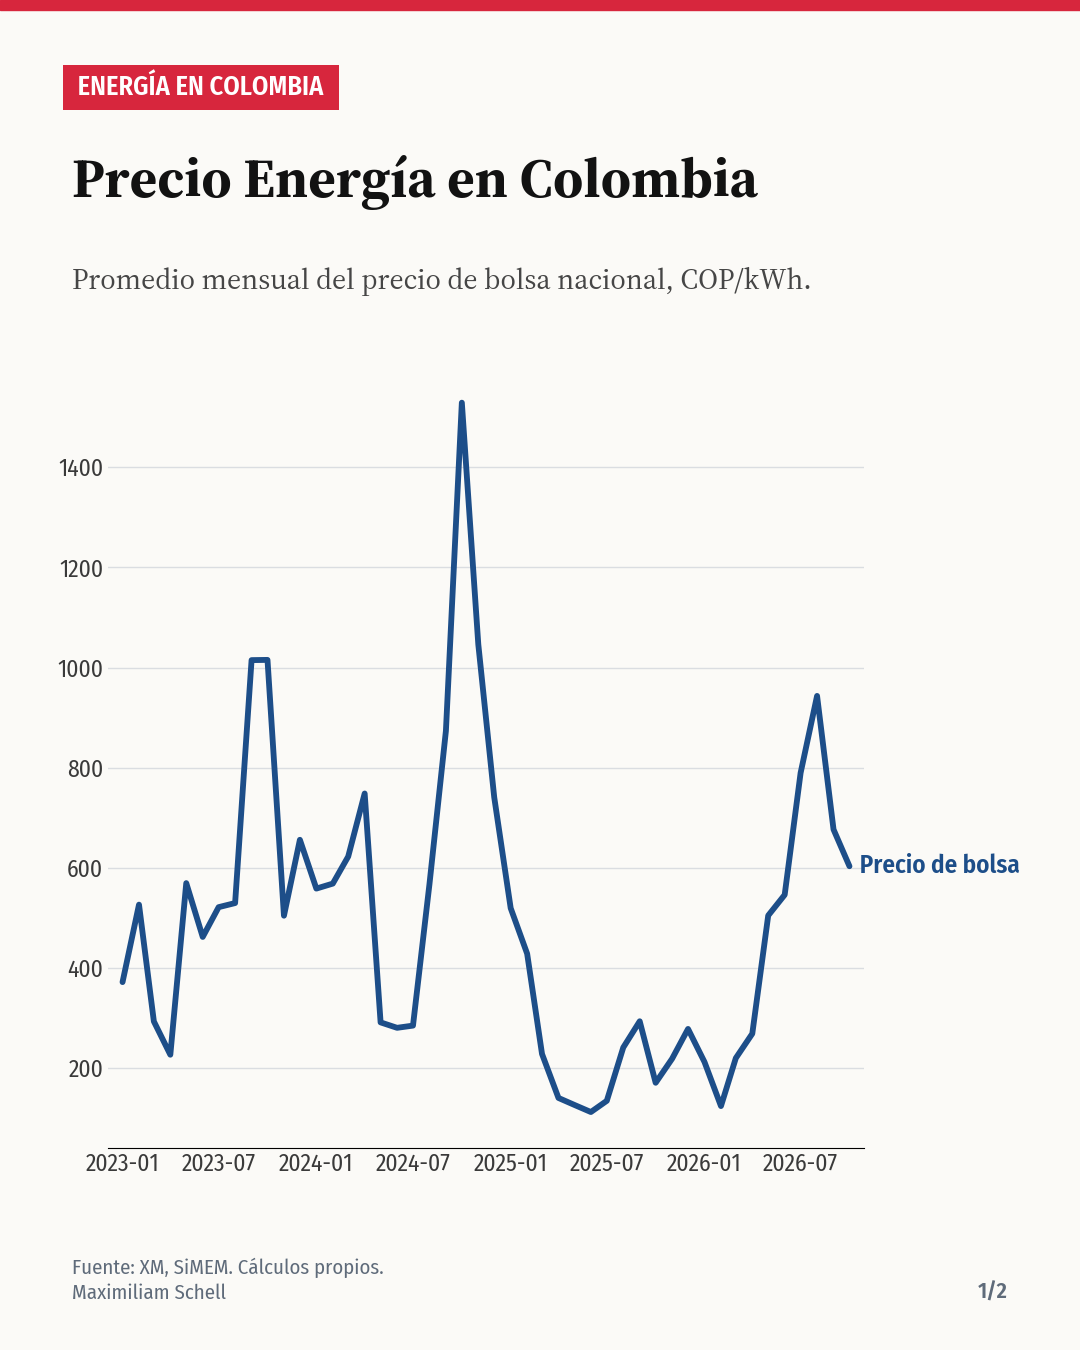 ENERGÍA EN COLOMBIA
Precio Energía en Colombia
Promedio mensual del precio de bolsa nacional, COP/kWh.
1400
1200
1000
800
600
400
200
Precio de bolsa
2023-01 2023-07 2024-01 2024-07 2025-01 2025-07 2026-01 2026-07
Fuente: XM, SiMEM. Cálculos propios.
Maximiliam Schell
1/2